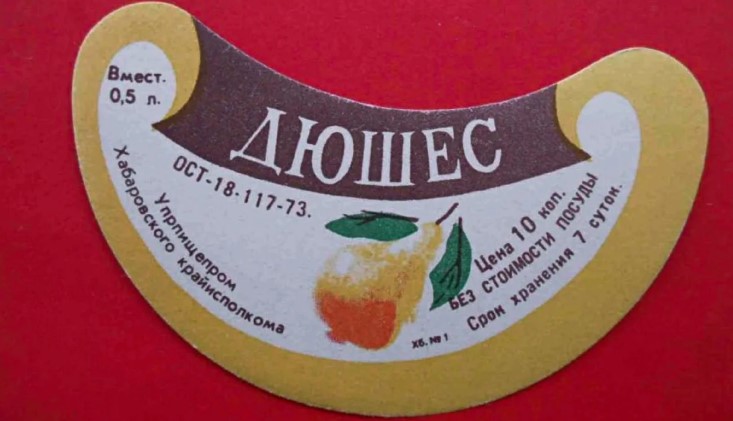 Вмест.
0,5 л.
ДЮШЕС
ОСТ-18-117-73.
Упрпищепром
Хабаровского крайисполкома
Цена 10 коп.
БЕЗ СТОИМОСТИ ПОСУДЫ
Срок хранения 7 суток.
Хб. № 1